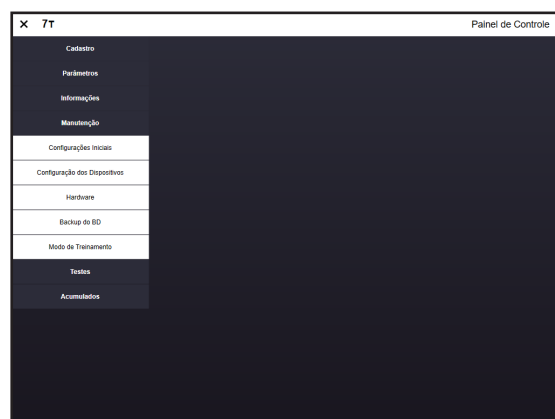 ✕ 7T Painel de Controle
Cadastro
Parâmetros
Informações
Manutenção
Configurações Iniciais
Configuração dos Dispositivos
Hardware
Backup do BD
Modo de Treinamento
Testes
Acumulados